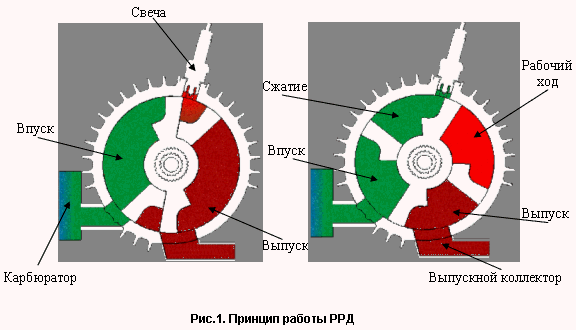 Свеча
Впуск
Карбюратор
Выпуск
Сжатие
Впуск
Рабочий
ход
Выпуск
Выпускной коллектор
Рис.1. Принцип работы РРД